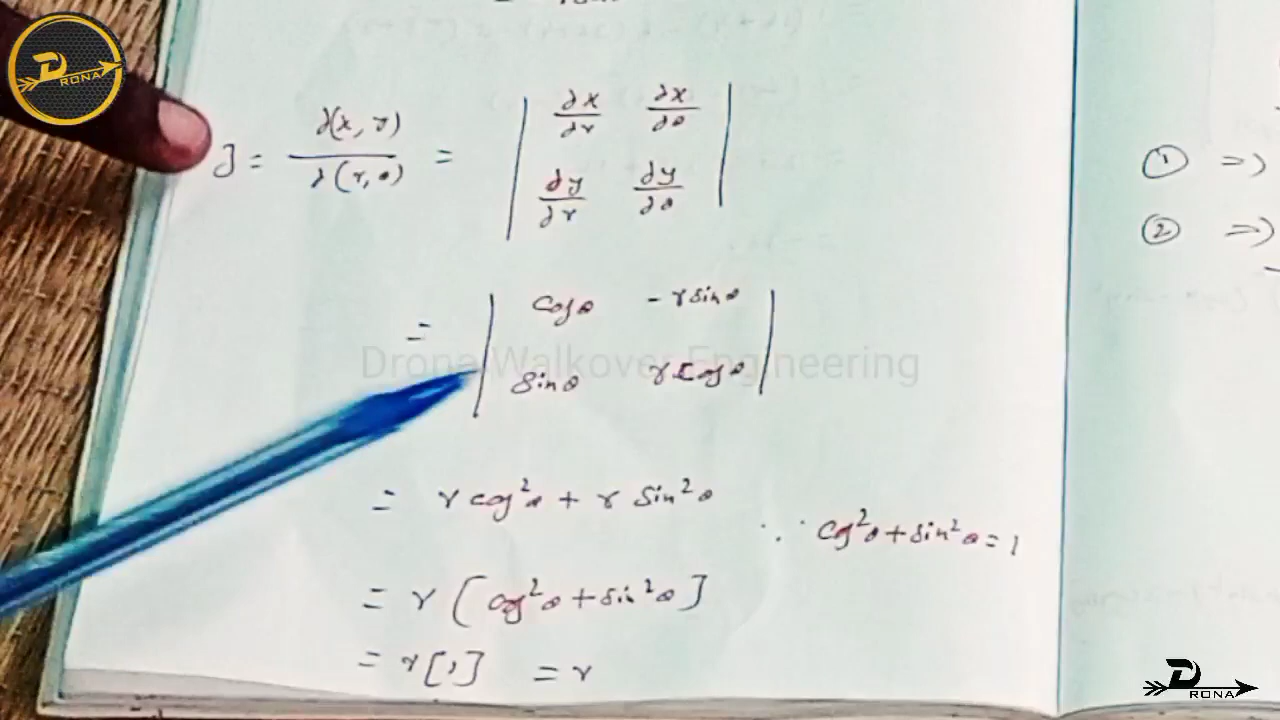 DRONA
J = ∂(x, y) / ∂(r, θ) = | ∂x/∂r ∂x/∂θ |
| ∂y/∂r ∂y/∂θ |
= | cosθ - r sinθ |
| sinθ r cosθ |
Drona Walkover Engineering
= r cos²θ + r sin²θ
∵ cos²θ + sin²θ = 1
= r [cos²θ + sin²θ]
= r[1] = r
① ⇒
② ⇒
DRONA